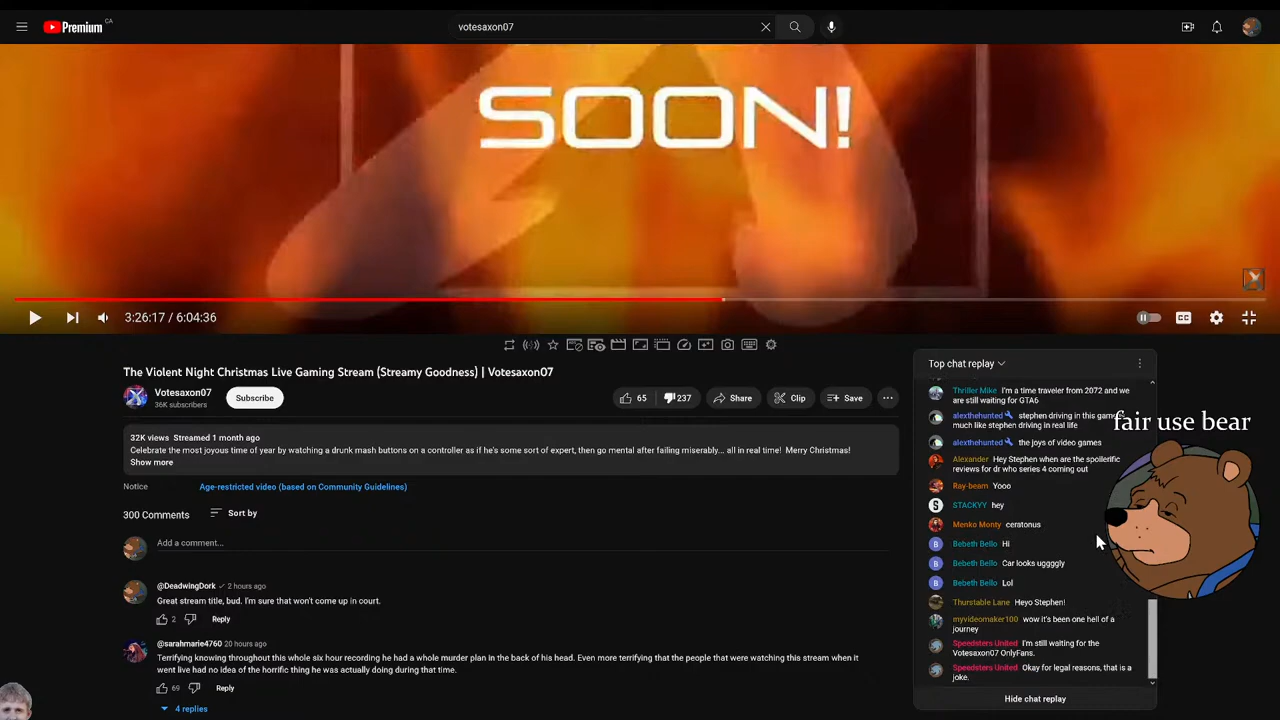 Premium CA
votesaxon07
SOON!
3:26:17 / 6:04:36
CC
The Violent Night Christmas Live Gaming Stream (Streamy Goodness) | Votesaxon07
Votesaxon07
36K subscribers
Subscribe
65
237
Share
Clip
Save
32K views Streamed 1 month ago
Celebrate the most joyous time of year by watching a drunk mash buttons on a controller as if he's some sort of expert, then go mental after failing miserably... all in real time! Merry Christmas!
Show more
Notice Age-restricted video (based on Community Guidelines)
300 Comments Sort by
Add a comment...
@DeadwingDork 2 hours ago
Great stream title, bud. I'm sure that won't come up in court.
2 Reply
@sarahmarie4760 20 hours ago
Terrifying knowing throughout this whole six hour recording he had a whole murder plan in the back of his head. Even more terrifying that the people that were watching this stream when it
went live had no idea of the horrific thing he was actually doing during that time.
69 Reply
4 replies
Top chat replay
Thriller Mike I'm a time traveler from 2072 and we
are still waiting for GTA6
alexthehunted stephen driving in this game
much like stephen driving in real life
alexthehunted the joys of video games
Alexander Hey Stephen when are the spoilerific
reviews for dr who series 4 coming out
Ray-beam Yooo
S STACKYY hey
Menko Monty ceratonus
B Bebeth Bello Hi
B Bebeth Bello Car looks uggggly
B Bebeth Bello Lol
Thurstable Lane Heyo Stephen!
myvideomaker100 wow it's been one hell of a
journey
Speedsters United I'm still waiting for the
Votesaxon07 OnlyFans.
Speedsters United Okay for legal reasons, that is a
joke.
Hide chat replay
fair use bear